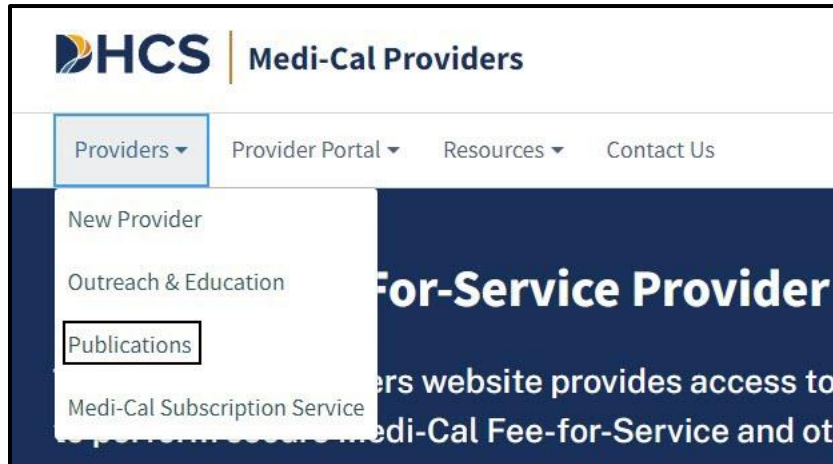 DHCS Medi-Cal Providers
Providers Provider Portal Resources Contact Us
New Provider
Outreach & Education
For-Service Provider
Publications
ers website provides access to
Medi-Cal Subscription Service
edi-Cal Fee-for-Service and ot